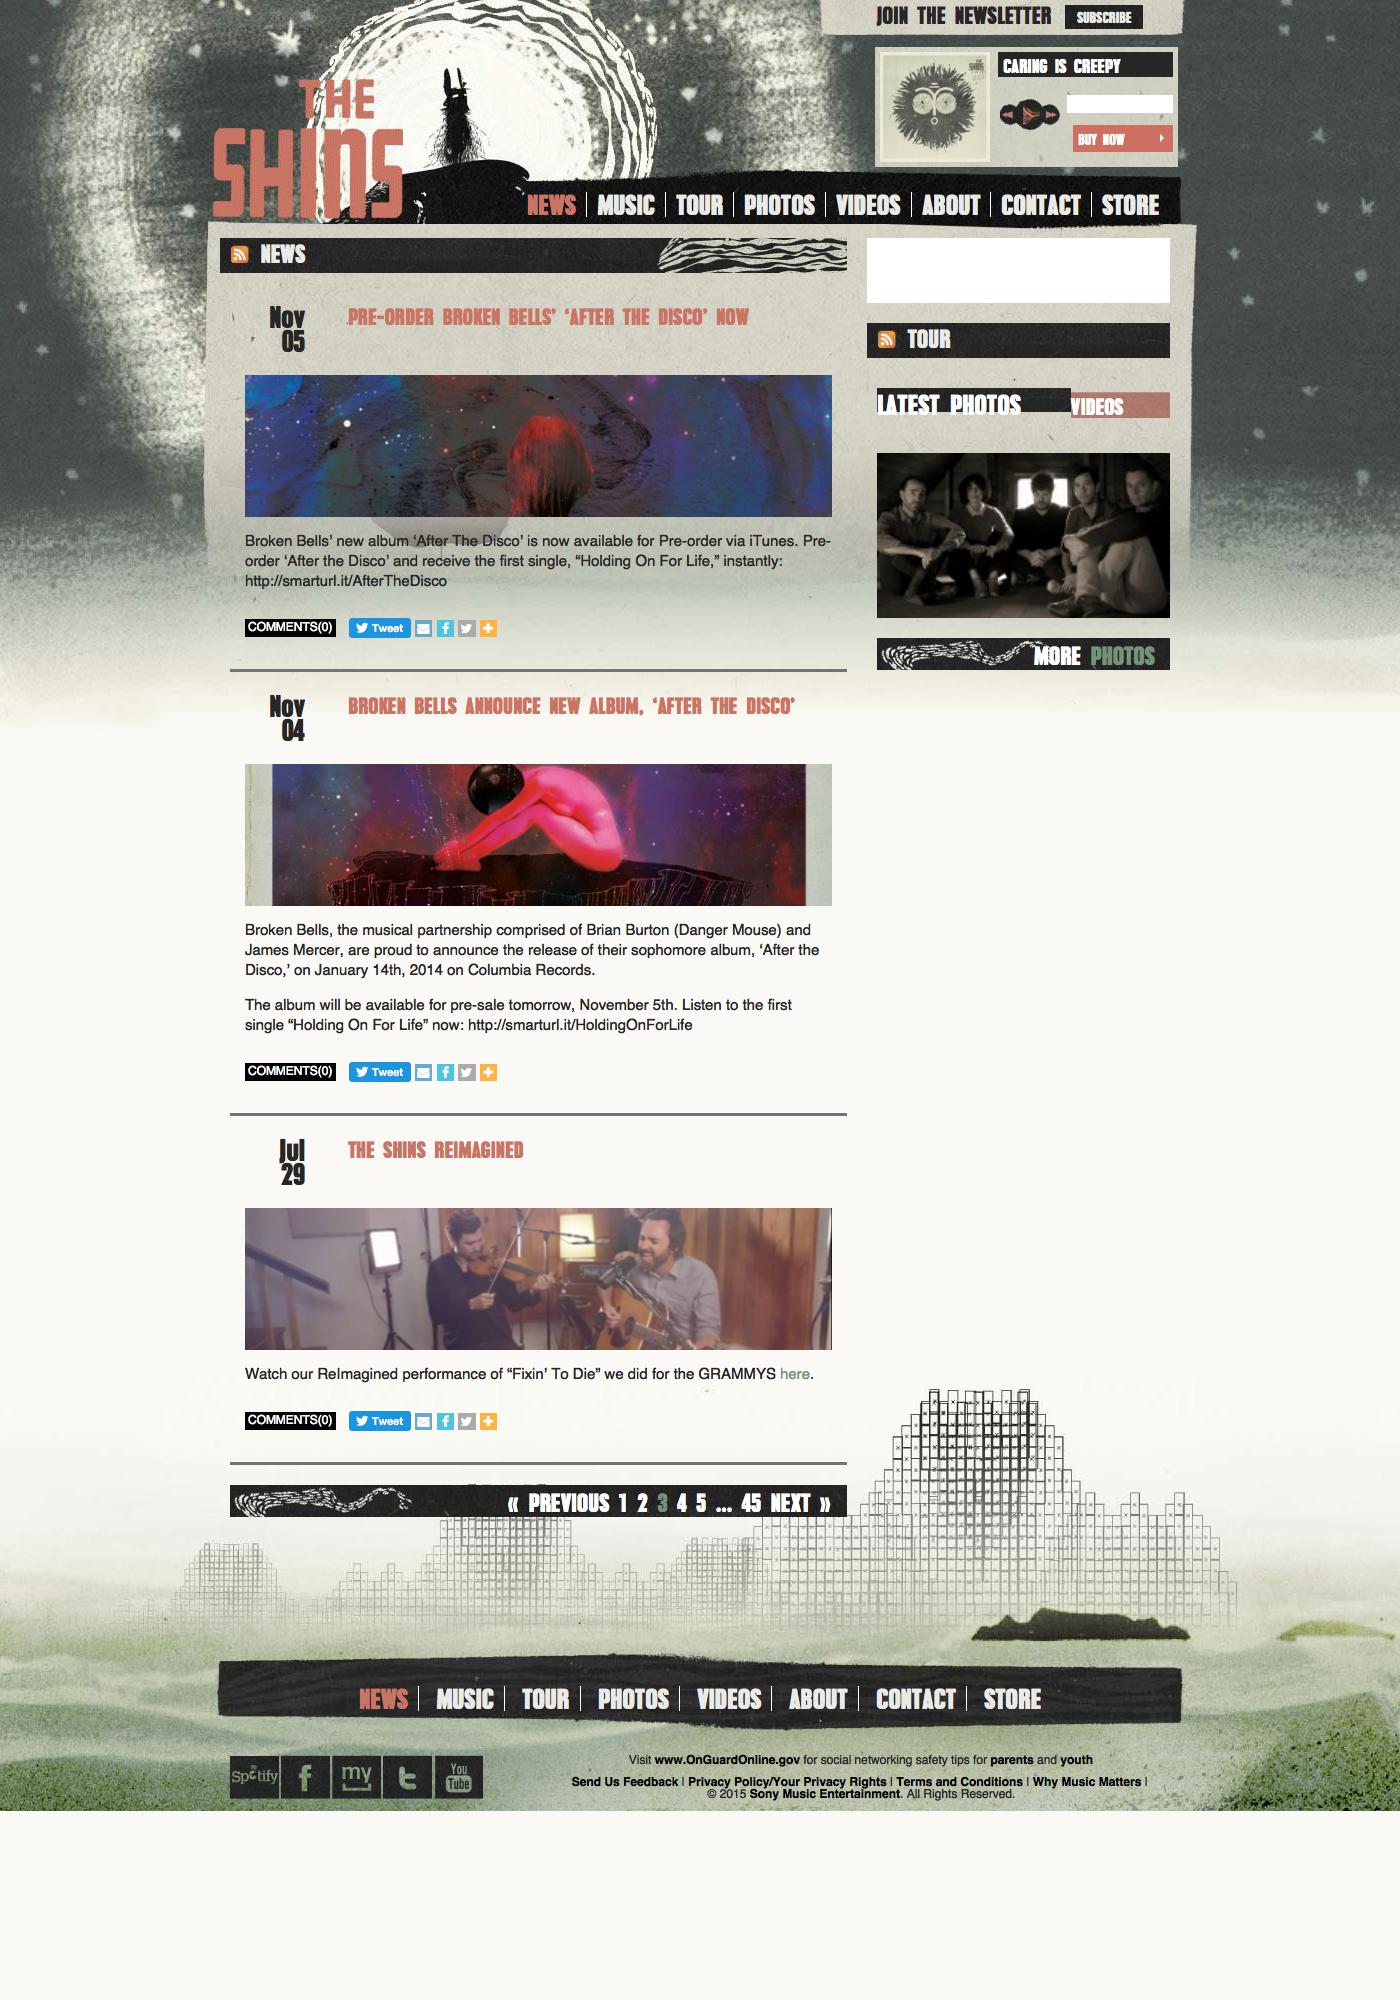 JOIN THE NEWSLETTER SUBSCRIBE
CARING IS CREEPY
BUY NOW
THE
SHINS
NEWS MUSIC TOUR PHOTOS VIDEOS ABOUT CONTACT STORE
NEWS
Nov
05
PRE-ORDER BROKEN BELLS’ ‘AFTER THE DISCO’ NOW
Broken Bells’ new album ‘After The Disco’ is now available for Pre-order via iTunes. Pre-
order ‘After the Disco’ and receive the first single, “Holding On For Life,” instantly:
http://smarturl.it/AfterTheDisco
COMMENTS(0) Tweet
Nov
04
BROKEN BELLS ANNOUNCE NEW ALBUM, ‘AFTER THE DISCO’
Broken Bells, the musical partnership comprised of Brian Burton (Danger Mouse) and
James Mercer, are proud to announce the release of their sophomore album, ‘After the
Disco,’ on January 14th, 2014 on Columbia Records.
The album will be available for pre-sale tomorrow, November 5th. Listen to the first
single “Holding On For Life” now: http://smarturl.it/HoldingOnForLife
COMMENTS(0) Tweet
Jul
29
THE SHINS REIMAGINED
Watch our ReImagined performance of “Fixin’ To Die” we did for the GRAMMYS here.
COMMENTS(0) Tweet
« PREVIOUS 1 2 3 4 5 ... 45 NEXT »
TOUR
LATEST PHOTOS VIDEOS
MORE PHOTOS
NEWS MUSIC TOUR PHOTOS VIDEOS ABOUT CONTACT STORE
Spotify f my t You Tube
Visit www.OnGuardOnline.gov for social networking safety tips for parents and youth
Send Us Feedback | Privacy Policy/Your Privacy Rights | Terms and Conditions | Why Music Matters |
© 2015 Sony Music Entertainment. All Rights Reserved.